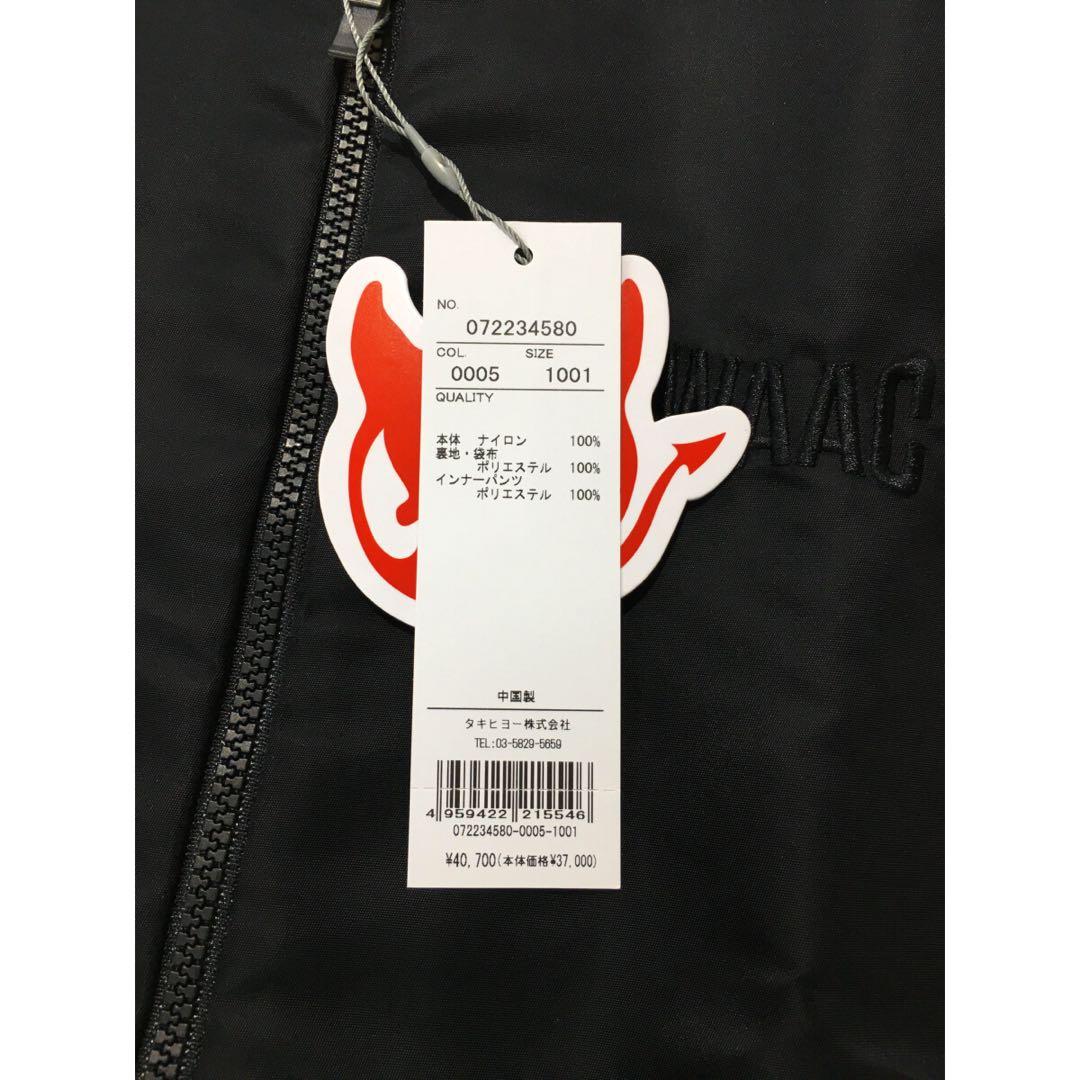 NO.
072234580
COL. SIZE
0005 1001
QUALITY
本体 ナイロン 100%
裏地・袋布
ポリエステル 100%
インナーパンツ
ポリエステル 100%
中国製
タキヒヨー株式会社
TEL:03-5829-5659
4 959422 215546
072234580-0005-1001
¥40,700(本体価格¥37,000)
WAAC